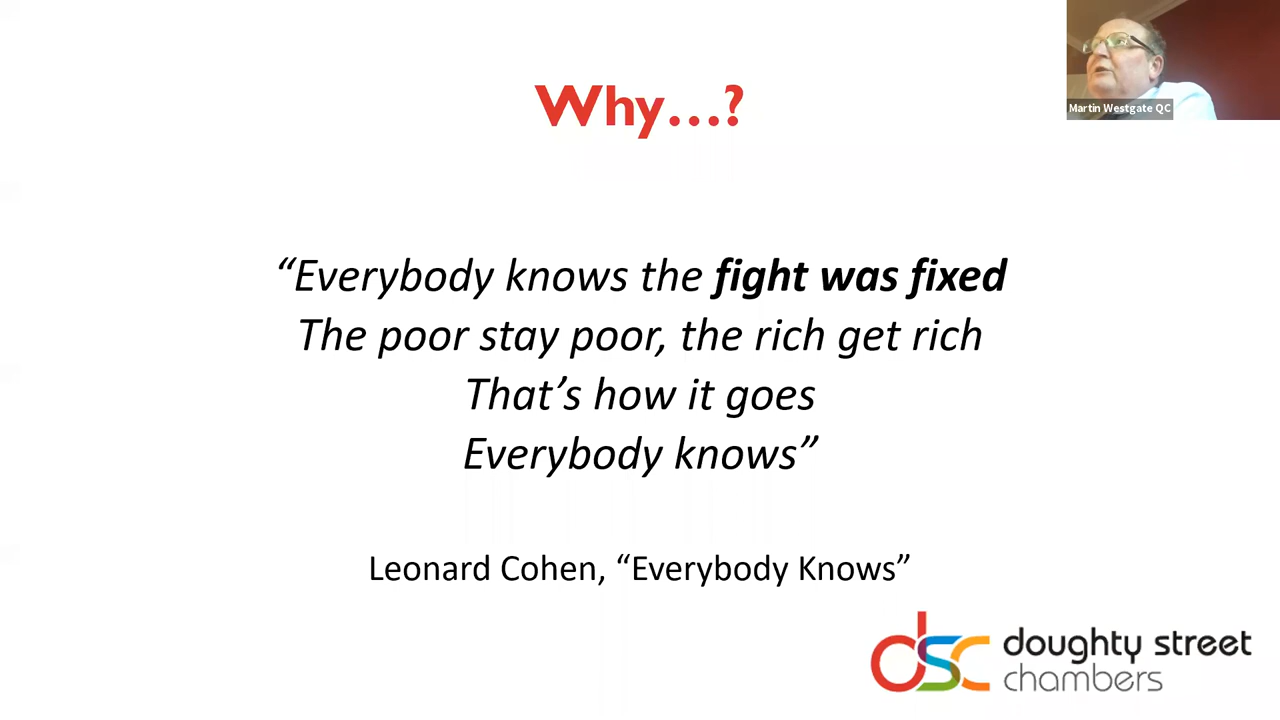 Why...?
Martin Westgate QC
“Everybody knows the fight was fixed
The poor stay poor, the rich get rich
That’s how it goes
Everybody knows”
Leonard Cohen, “Everybody Knows”
dsc doughty street
chambers